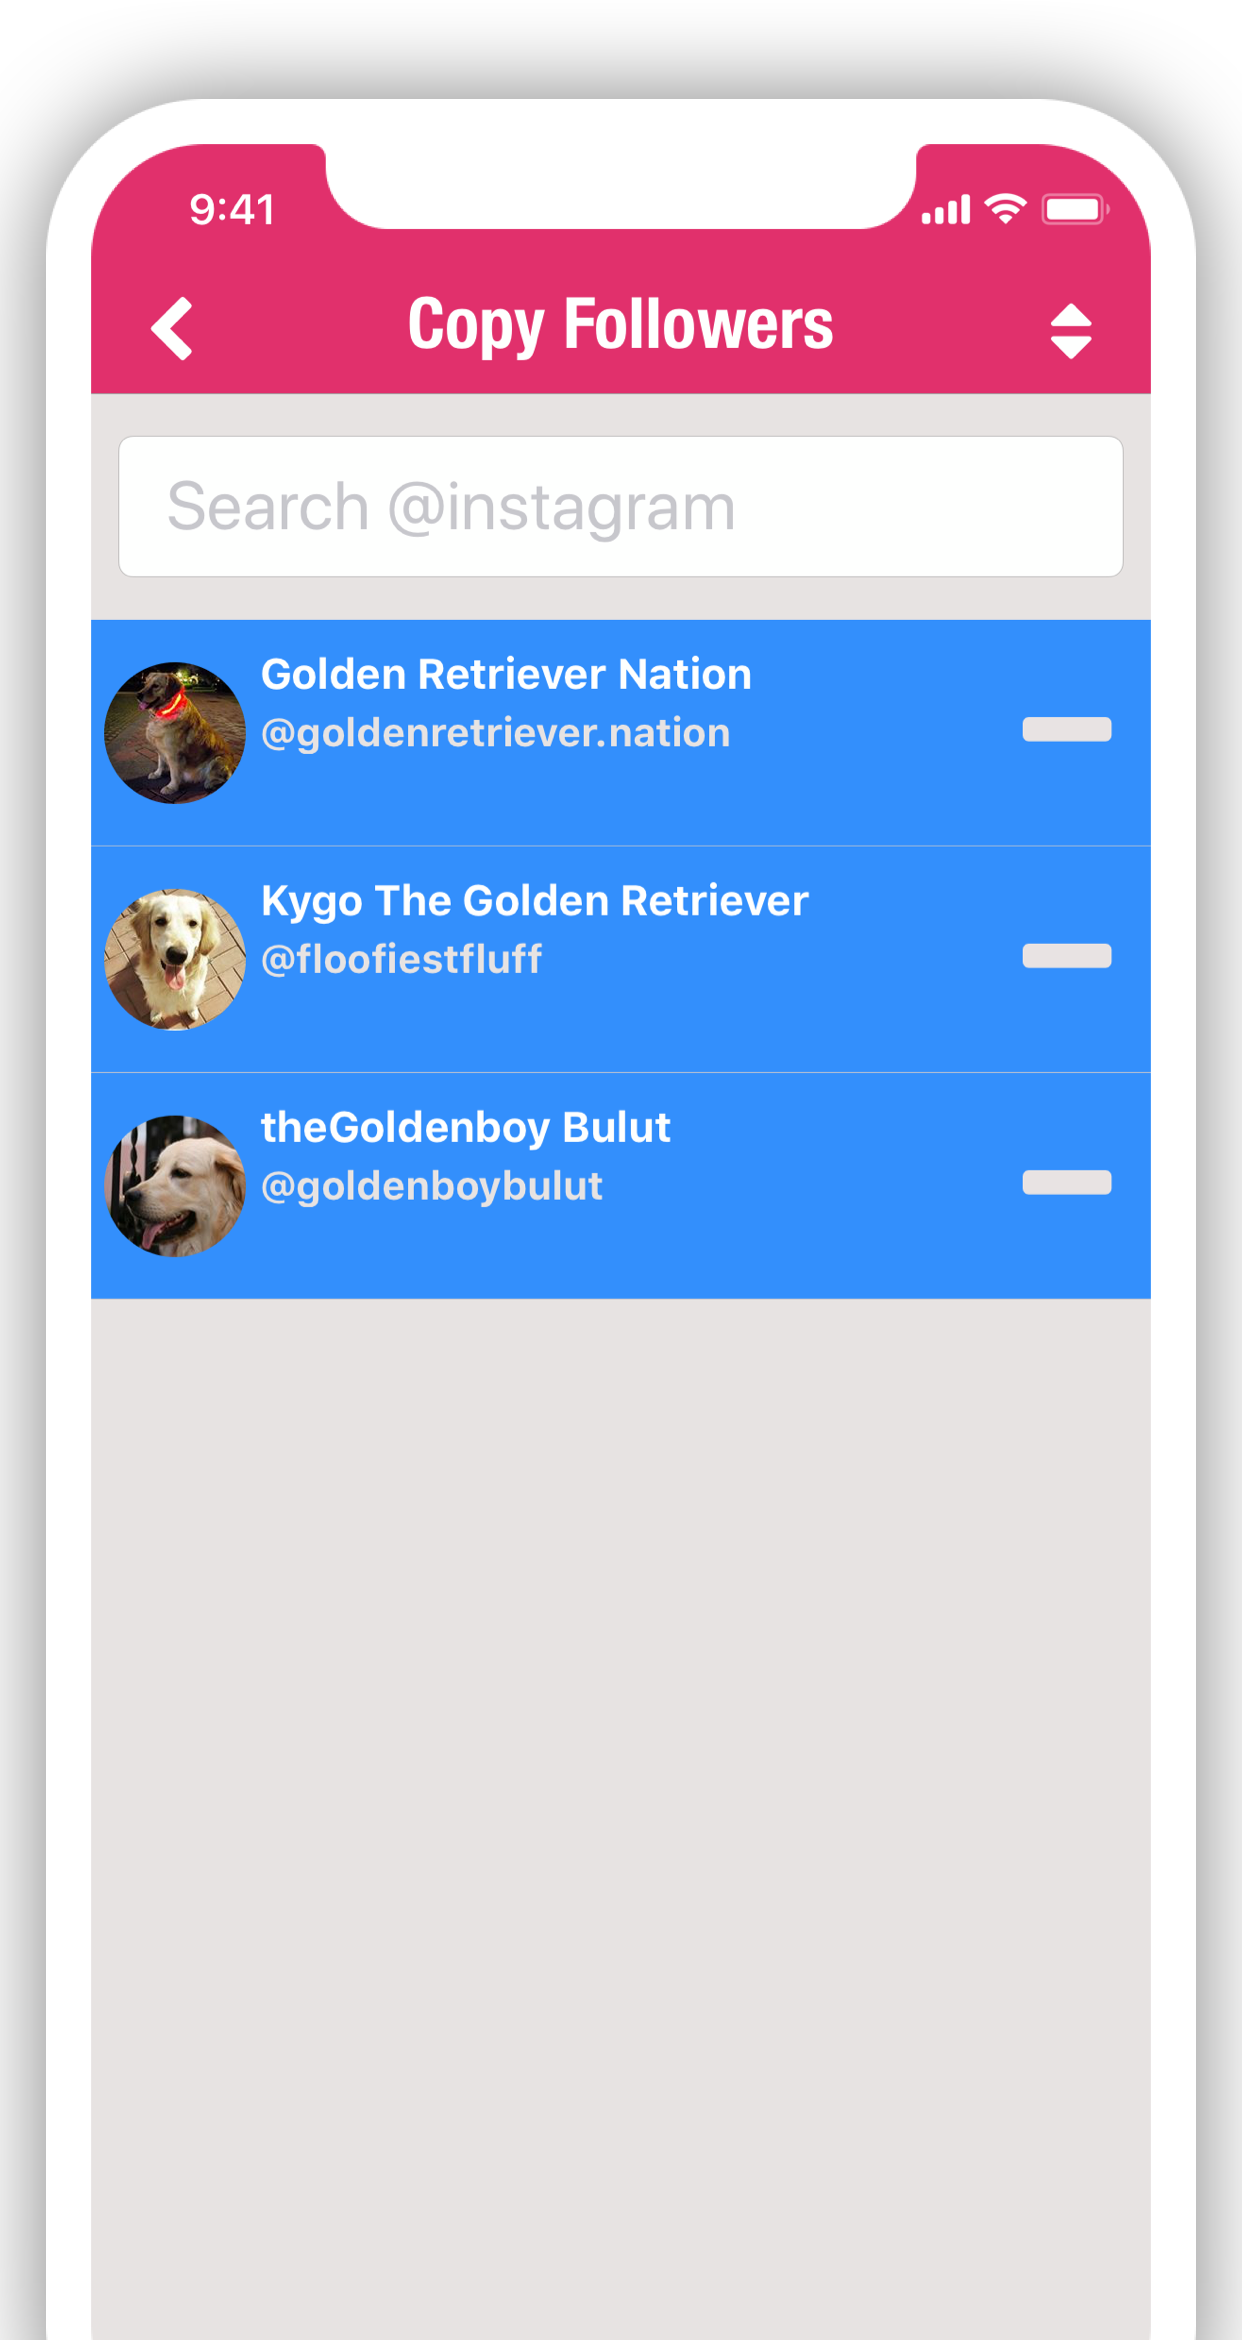 9:41
Copy Followers
Search @instagram
Golden Retriever Nation
@goldenretriever.nation
Kygo The Golden Retriever
@floofiestfluff
theGoldenboy Bulut
@goldenboybulut